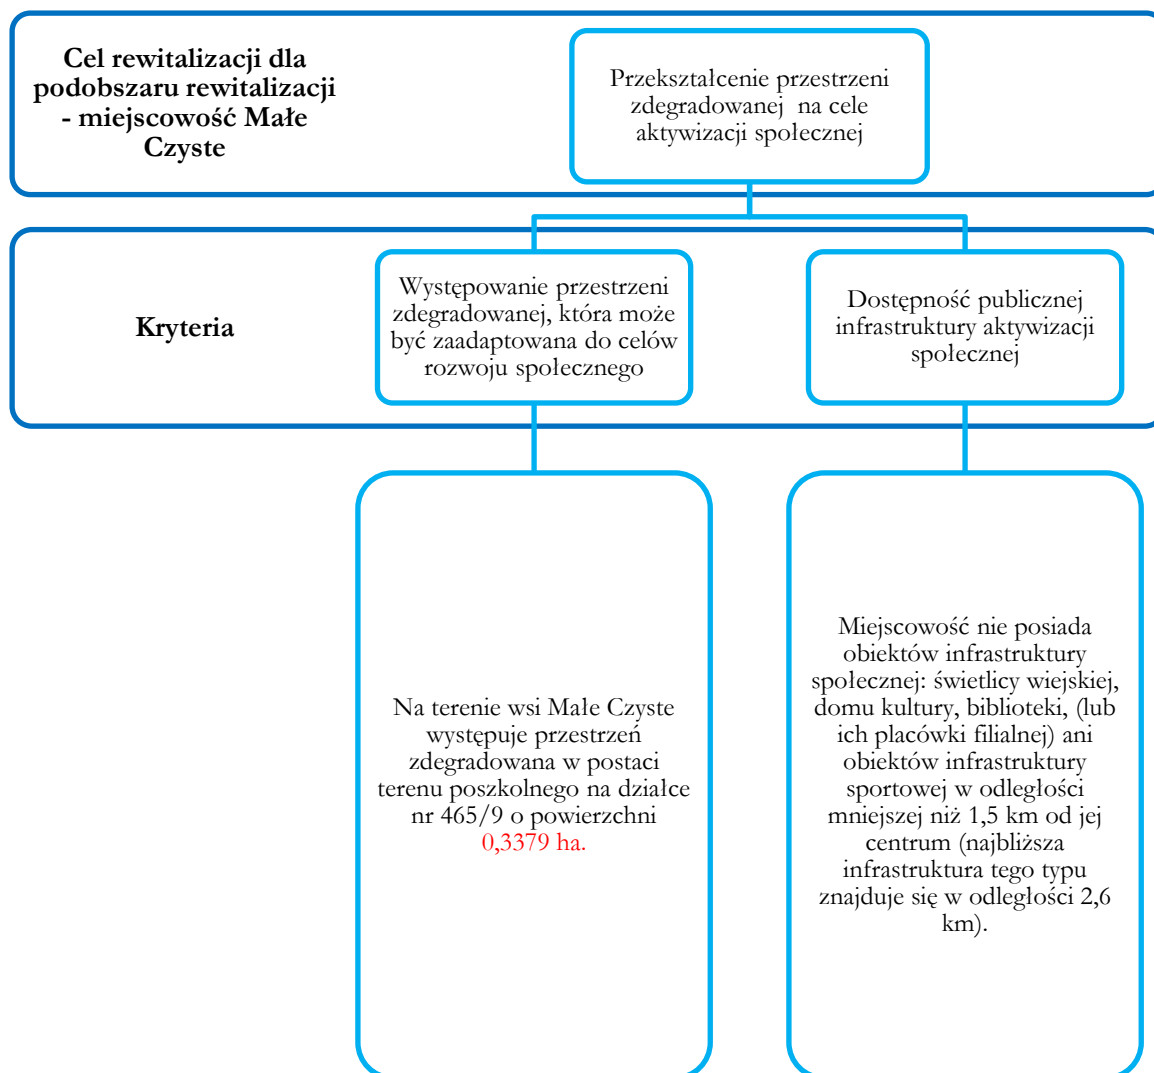 Cel rewitalizacji dla
podobszaru rewitalizacji
- miejscowość Małe
Czyste
Przekształcenie przestrzeni
zdegradowanej na cele
aktywizacji społecznej
Kryteria
Występowanie przestrzeni
zdegradowanej, która może
być zaadaptowana do celów
rozwoju społecznego
Dostępność publicznej
infrastruktury aktywizacji
społecznej
Na terenie wsi Małe Czyste
występuje przestrzeń
zdegradowana w postaci
terenu poszkolnego na działce
nr 465/9 o powierzchni
0,3379 ha.
Miejscowość nie posiada
obiektów infrastruktury
społecznej: świetlicy wiejskiej,
domu kultury, biblioteki, (lub
ich placówki filialnej) ani
obiektów infrastruktury
sportowej w odległości
mniejszej niż 1,5 km od jej
centrum (najbliższa
infrastruktura tego typu
znajduje się w odległości 2,6
km).